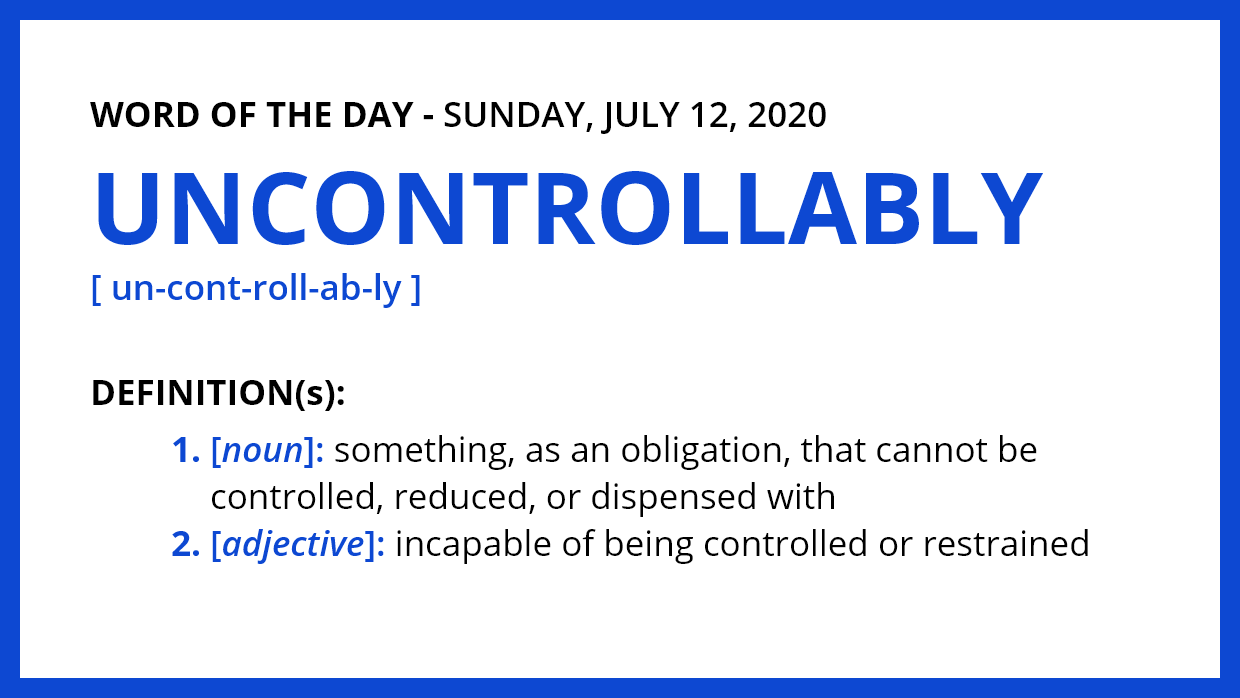 WORD OF THE DAY - SUNDAY, JULY 12, 2020
UNCONTROLLABLY
[ un-cont-roll-ab-ly ]
DEFINITION(s):
1. [noun]: something, as an obligation, that cannot be
controlled, reduced, or dispensed with
2. [adjective]: incapable of being controlled or restrained